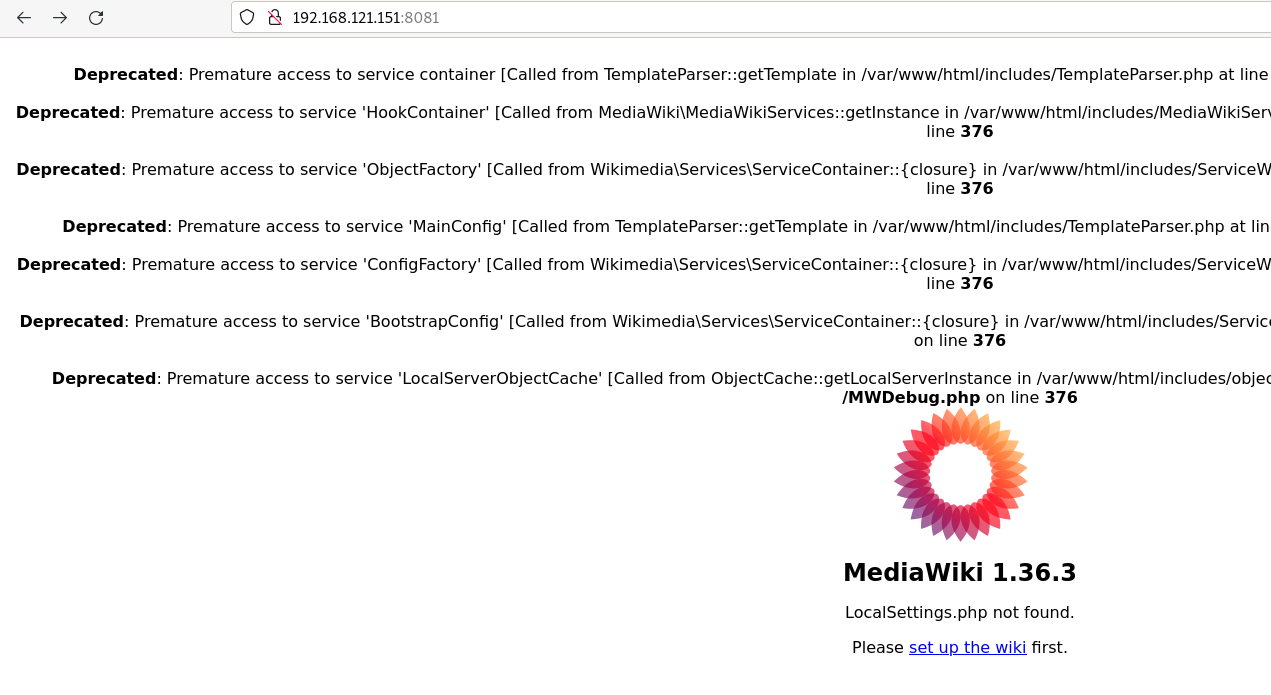 192.168.121.151:8081
Deprecated: Premature access to service container [Called from TemplateParser::getTemplate in /var/www/html/includes/TemplateParser.php at line
Deprecated: Premature access to service 'HookContainer' [Called from MediaWiki\MediaWikiServices::getInstance in /var/www/html/includes/MediaWikiServ
line 376
Deprecated: Premature access to service 'ObjectFactory' [Called from Wikimedia\Services\ServiceContainer::{closure} in /var/www/html/includes/ServiceW
line 376
Deprecated: Premature access to service 'MainConfig' [Called from TemplateParser::getTemplate in /var/www/html/includes/TemplateParser.php at lin
Deprecated: Premature access to service 'ConfigFactory' [Called from Wikimedia\Services\ServiceContainer::{closure} in /var/www/html/includes/ServiceW
line 376
Deprecated: Premature access to service 'BootstrapConfig' [Called from Wikimedia\Services\ServiceContainer::{closure} in /var/www/html/includes/Service
on line 376
Deprecated: Premature access to service 'LocalServerObjectCache' [Called from ObjectCache::getLocalServerInstance in /var/www/html/includes/objec
/MWDebug.php on line 376
MediaWiki 1.36.3
LocalSettings.php not found.
Please set up the wiki first.